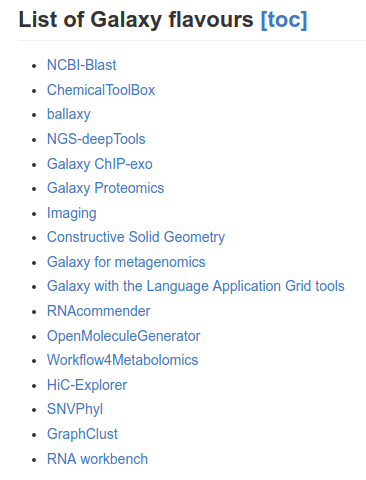 List of Galaxy flavours [toc]
NCBI-Blast
ChemicalToolBox
ballaxy
NGS-deepTools
Galaxy ChIP-exo
Galaxy Proteomics
Imaging
Constructive Solid Geometry
Galaxy for metagenomics
Galaxy with the Language Application Grid tools
RNAcommender
OpenMoleculeGenerator
Workflow4Metabolomics
HiC-Explorer
SNVPhyl
GraphClust
RNA workbench